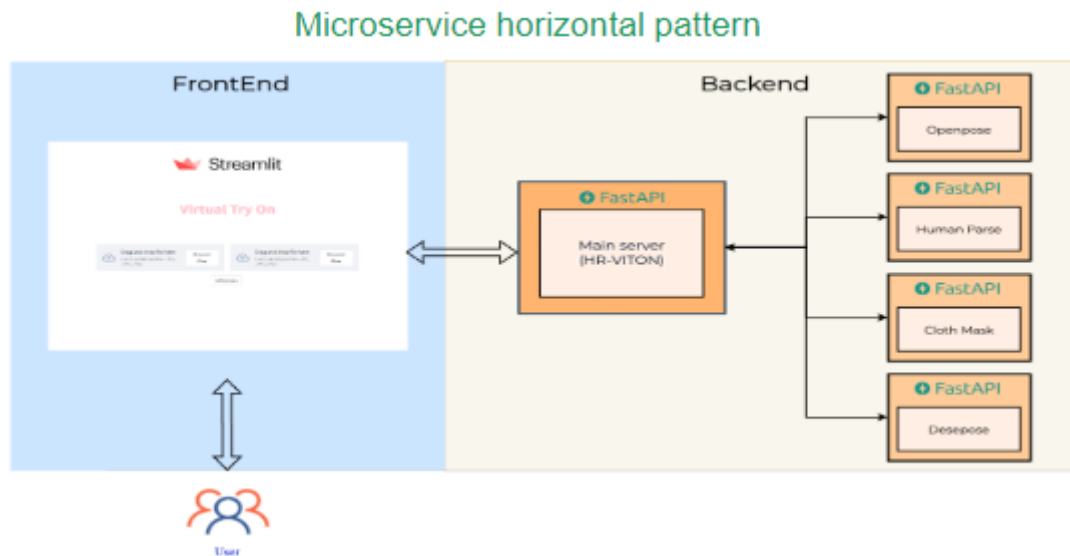 Microservice horizontal pattern
FrontEnd
Streamlit
Virtual Try On
User
Backend
FastAPI
Main server
(HR-VITON)
FastAPI
Openpose
FastAPI
Human Parse
FastAPI
Cloth Mask
FastAPI
Desepose